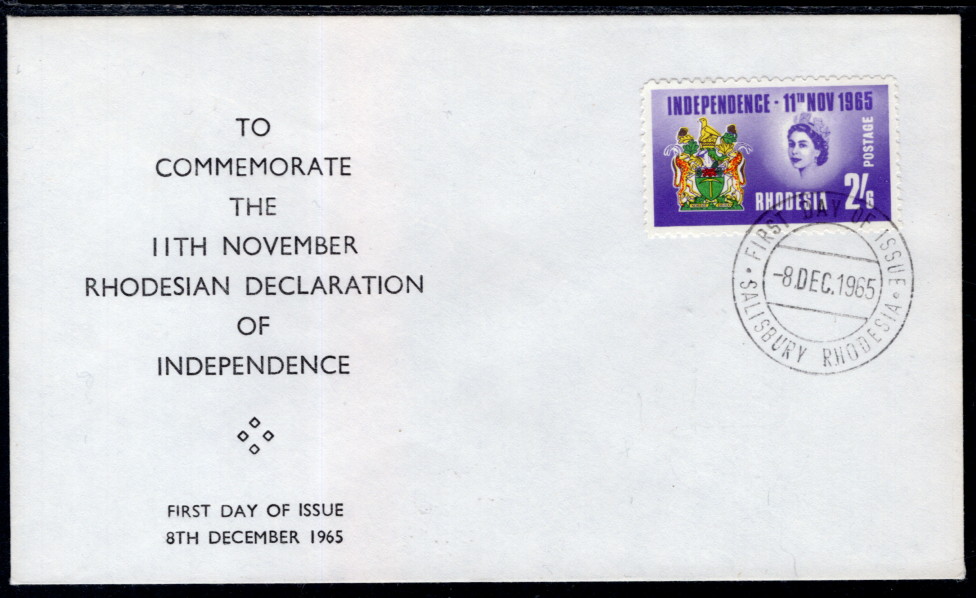 TO
COMMEMORATE
THE
11TH NOVEMBER
RHODESIAN DECLARATION
OF
INDEPENDENCE
FIRST DAY OF ISSUE
8TH DECEMBER 1965
INDEPENDENCE · 11TH NOV 1965
POSTAGE
RHODESIA 2/6
FIRST DAY OF ISSUE
-8.DEC.1965
SALISBURY RHODESIA